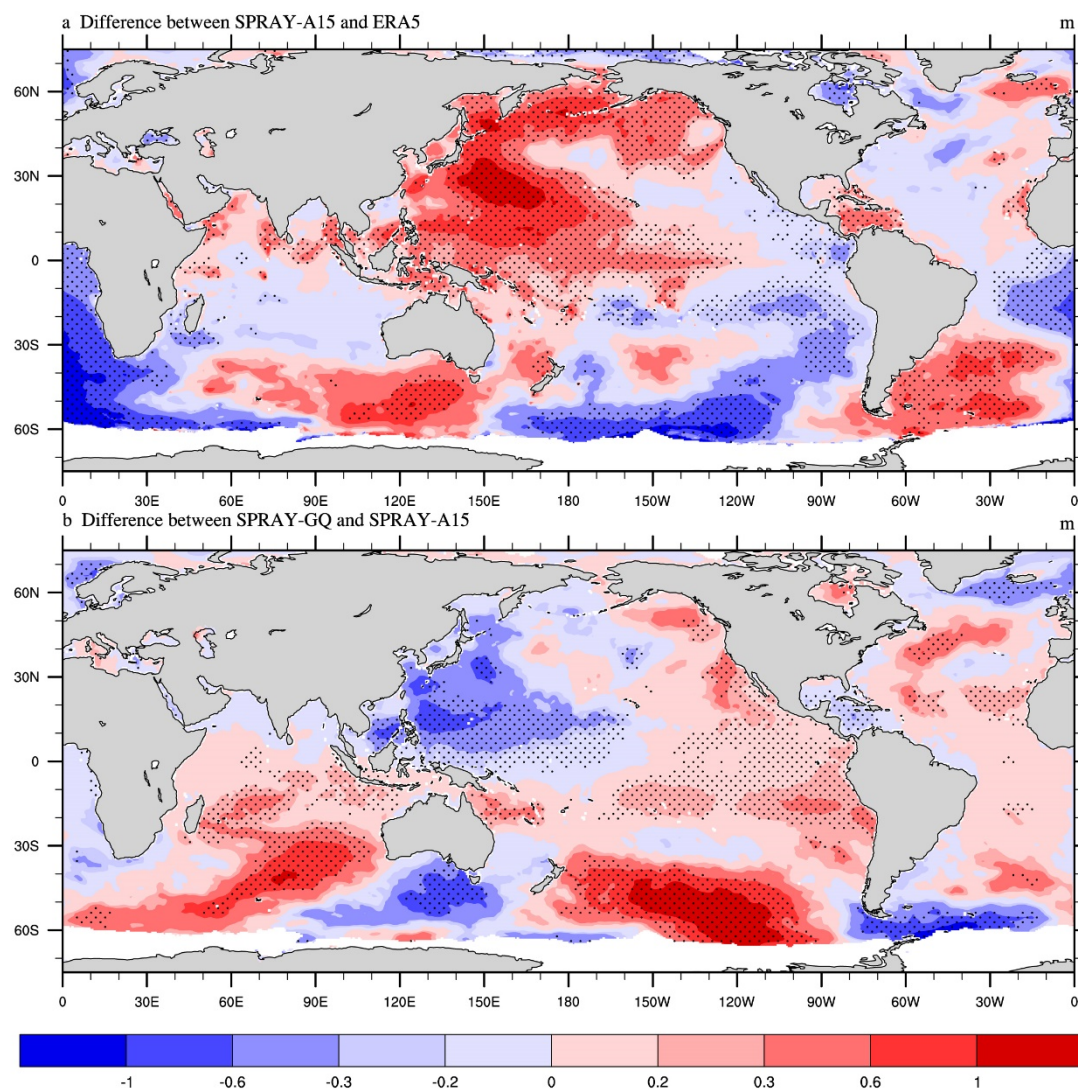 a Difference between SPRAY-A15 and ERA5 m
60N
30N
0
30S
60S
0 30E 60E 90E 120E 150E 180 150W 120W 90W 60W 30W 0
b Difference between SPRAY-GQ and SPRAY-A15 m
60N
30N
0
30S
60S
0 30E 60E 90E 120E 150E 180 150W 120W 90W 60W 30W 0
-1 -0.6 -0.3 -0.2 0 0.2 0.3 0.6 1